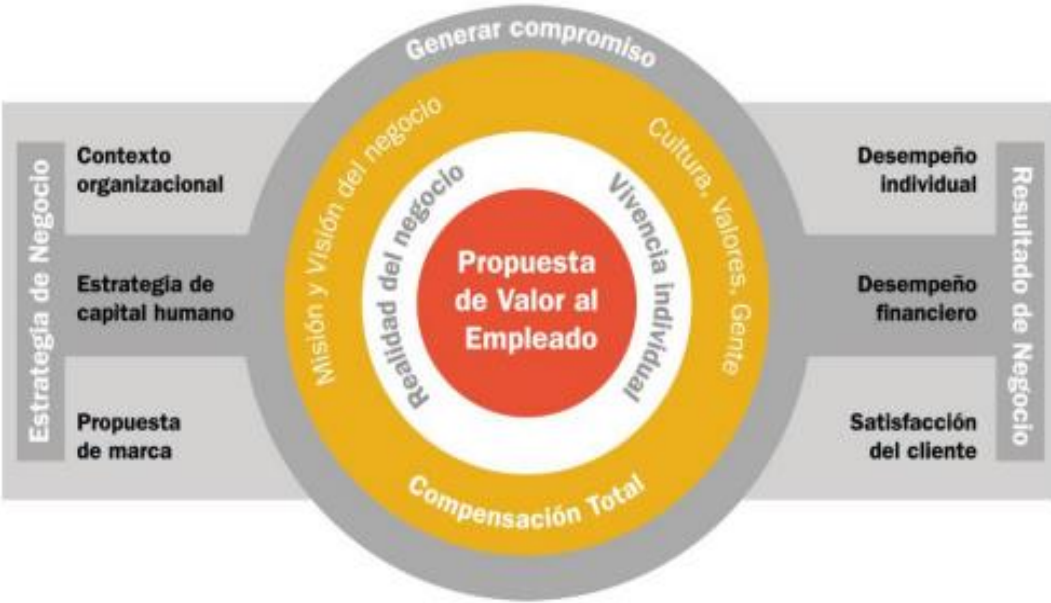 Generar compromiso
Misión y Visión del negocio
Cultura, Valores, Gente
Realidad del negocio
Vivencia individual
Propuesta
de Valor al
Empleado
Compensación Total
Estrategia de Negocio
Contexto
organizacional
Estrategia de
capital humano
Propuesta
de marca
Desempeño
individual
Desempeño
financiero
Satisfacción
del cliente
Resultado de Negocio